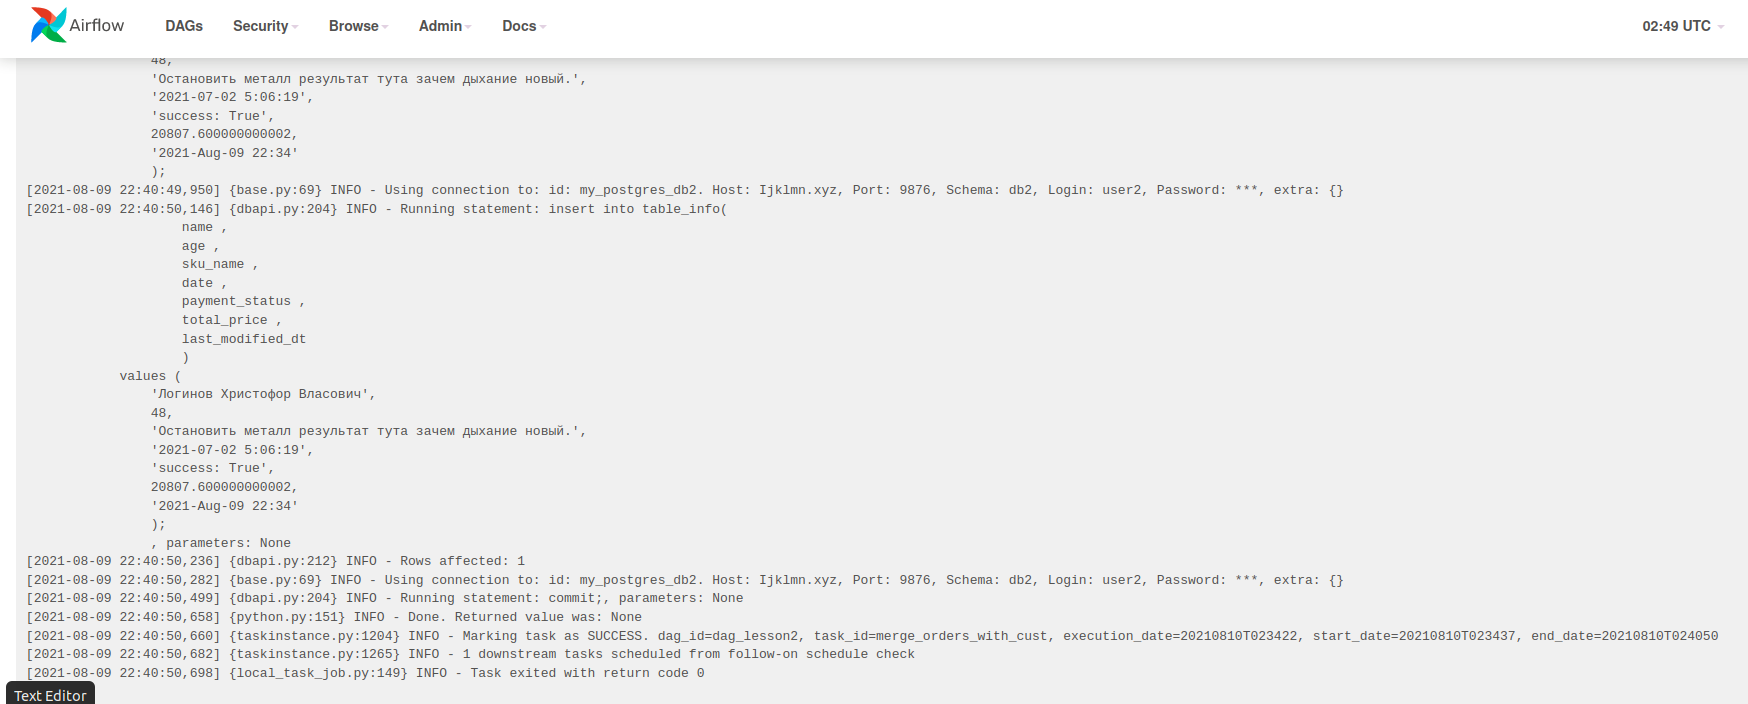 Airflow DAGs Security Browse Admin Docs 02:49 UTC
48,
'Остановить металл результат тута зачем дыхание новый.',
'2021-07-02 5:06:19',
'success: True',
20807.600000000002,
'2021-Aug-09 22:34'
);
[2021-08-09 22:40:49,950] {base.py:69} INFO - Using connection to: id: my_postgres_db2. Host: Ijklmn.xyz, Port: 9876, Schema: db2, Login: user2, Password: ***, extra: {}
[2021-08-09 22:40:50,146] {dbapi.py:204} INFO - Running statement: insert into table_info(
name ,
age ,
sku_name ,
date ,
payment_status ,
total_price ,
last_modified_dt
)
values (
'Логинов Христофор Власович',
48,
'Остановить металл результат тута зачем дыхание новый.',
'2021-07-02 5:06:19',
'success: True',
20807.600000000002,
'2021-Aug-09 22:34'
);
, parameters: None
[2021-08-09 22:40:50,236] {dbapi.py:212} INFO - Rows affected: 1
[2021-08-09 22:40:50,282] {base.py:69} INFO - Using connection to: id: my_postgres_db2. Host: Ijklmn.xyz, Port: 9876, Schema: db2, Login: user2, Password: ***, extra: {}
[2021-08-09 22:40:50,499] {dbapi.py:204} INFO - Running statement: commit;, parameters: None
[2021-08-09 22:40:50,658] {python.py:151} INFO - Done. Returned value was: None
[2021-08-09 22:40:50,660] {taskinstance.py:1204} INFO - Marking task as SUCCESS. dag_id=dag_lesson2, task_id=merge_orders_with_cust, execution_date=20210810T023422, start_date=20210810T023437, end_date=20210810T024050
[2021-08-09 22:40:50,682] {taskinstance.py:1265} INFO - 1 downstream tasks scheduled from follow-on schedule check
[2021-08-09 22:40:50,698] {local_task_job.py:149} INFO - Task exited with return code 0
Text Editor